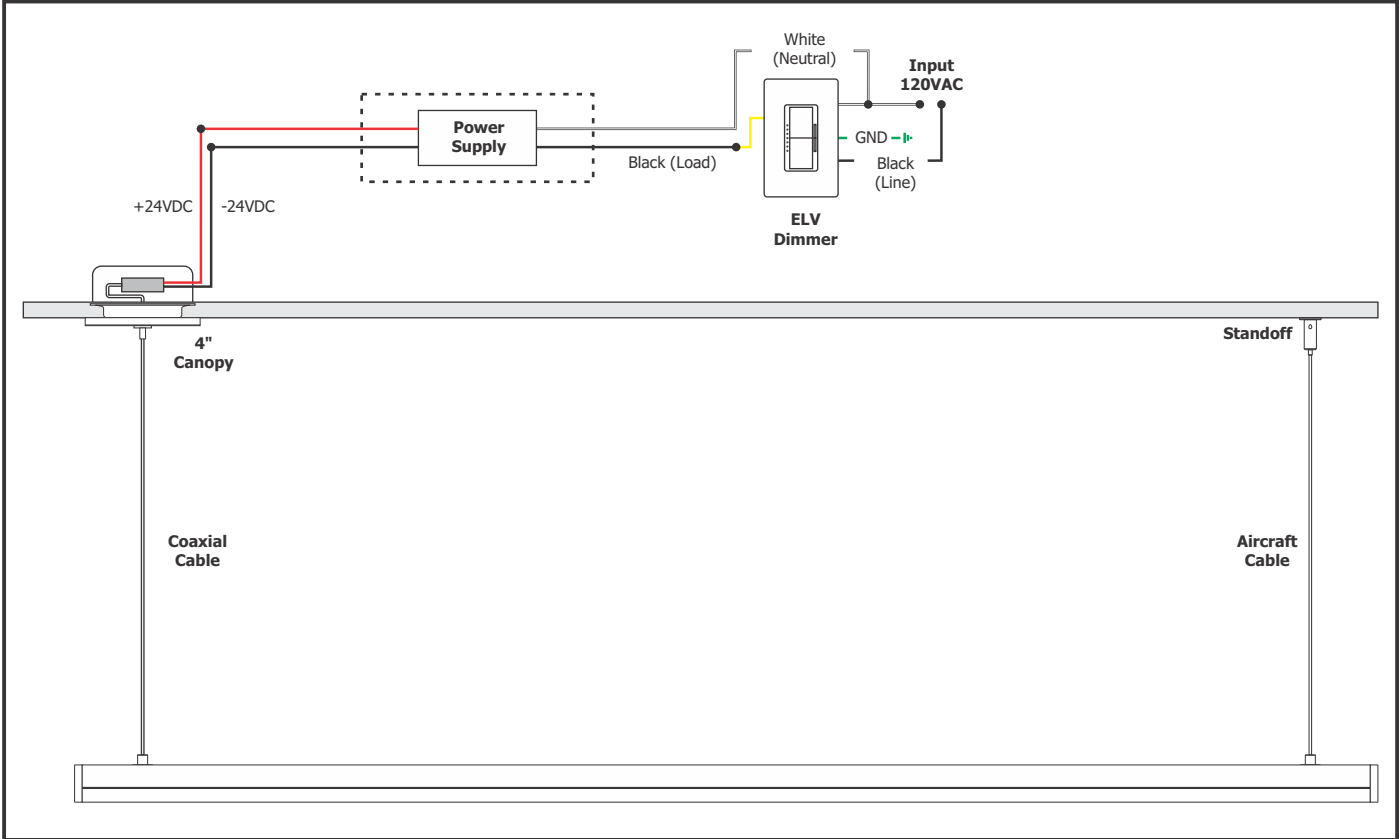 White
(Neutral)
Input
120VAC
Power
Supply
GND
Black (Load)
Black
(Line)
+24VDC
-24VDC
ELV
Dimmer
4"
Canopy
Standoff
Coaxial
Cable
Aircraft
Cable